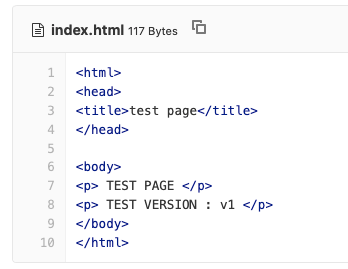 index.html 117 Bytes
1 <html>
2 <head>
3 <title>test page</title>
4 </head>
5
6 <body>
7 <p> TEST PAGE </p>
8 <p> TEST VERSION : v1 </p>
9 </body>
10 </html>